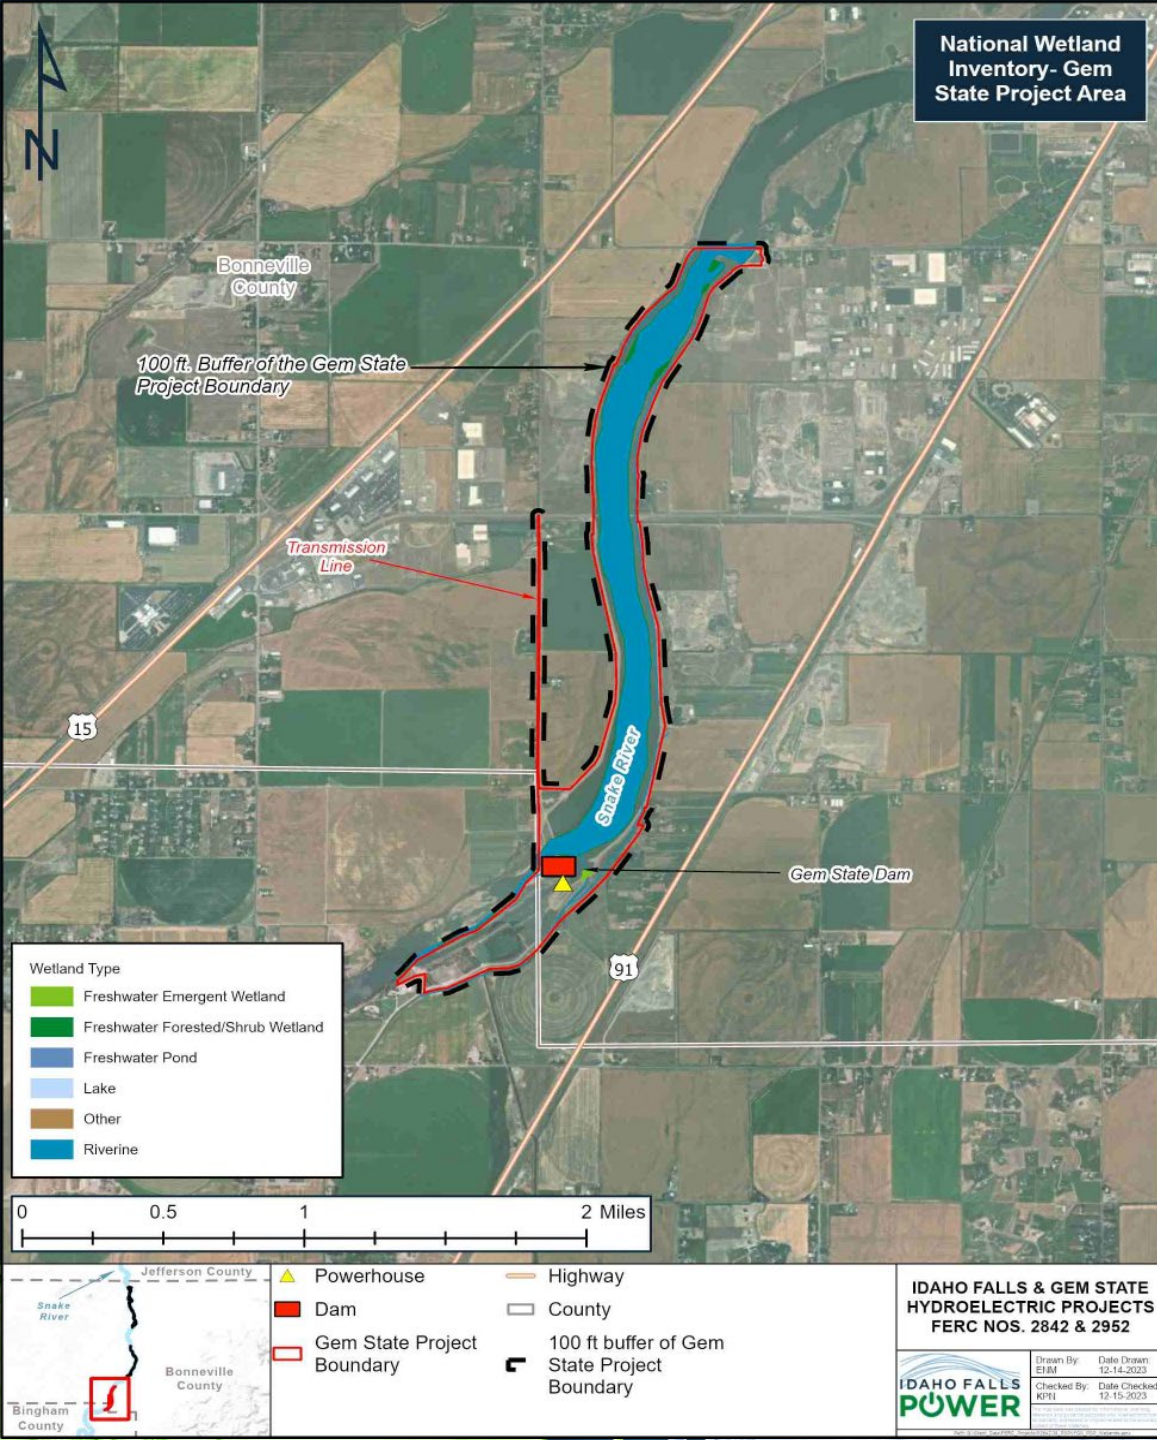 National Wetland
Inventory- Gem
State Project Area
N
Bonneville
County
100 ft. Buffer of the Gem State
Project Boundary
Transmission
Line
15
Snake River
Gem State Dam
91
Wetland Type
Freshwater Emergent Wetland
Freshwater Forested/Shrub Wetland
Freshwater Pond
Lake
Other
Riverine
0 0.5 1 2 Miles
Jefferson County
Snake
River
Bonneville
County
Bingham
County
Powerhouse
Dam
Gem State Project
Boundary
Highway
County
100 ft buffer of Gem
State Project
Boundary
IDAHO FALLS & GEM STATE
HYDROELECTRIC PROJECTS
FERC NOS. 2842 & 2952
IDAHO FALLS
POWER
Drawn By:
ENM
Date Drawn:
12-14-2023
Checked By:
KPN
Date Checked:
12-15-2023